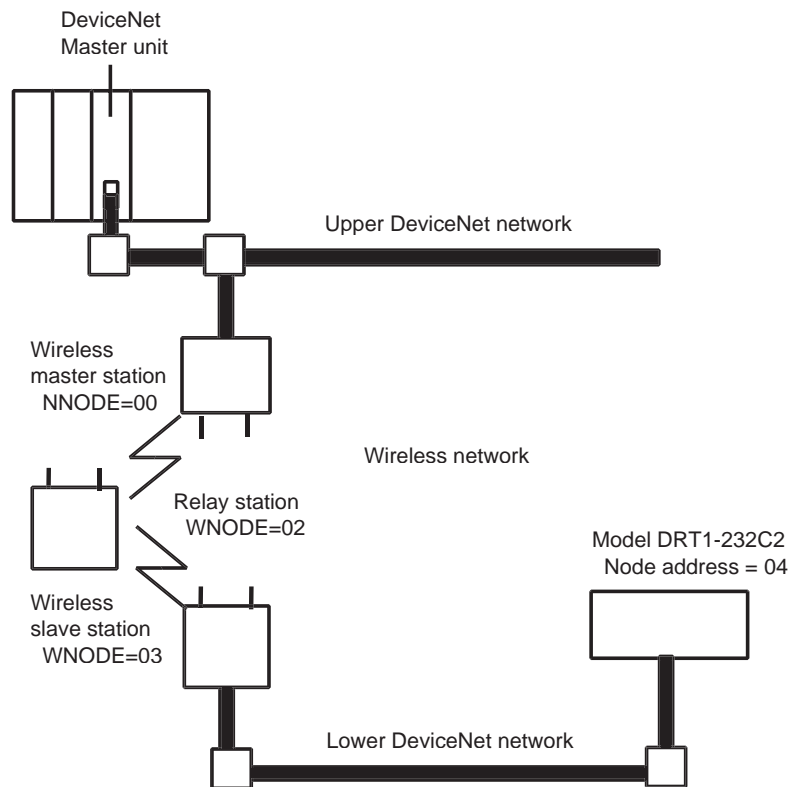 DeviceNet
Master unit
Upper DeviceNet network
Wireless
master station
NNODE=00
Wireless network
Relay station
WNODE=02
Model DRT1-232C2
Node address = 04
Wireless
slave station
WNODE=03
Lower DeviceNet network